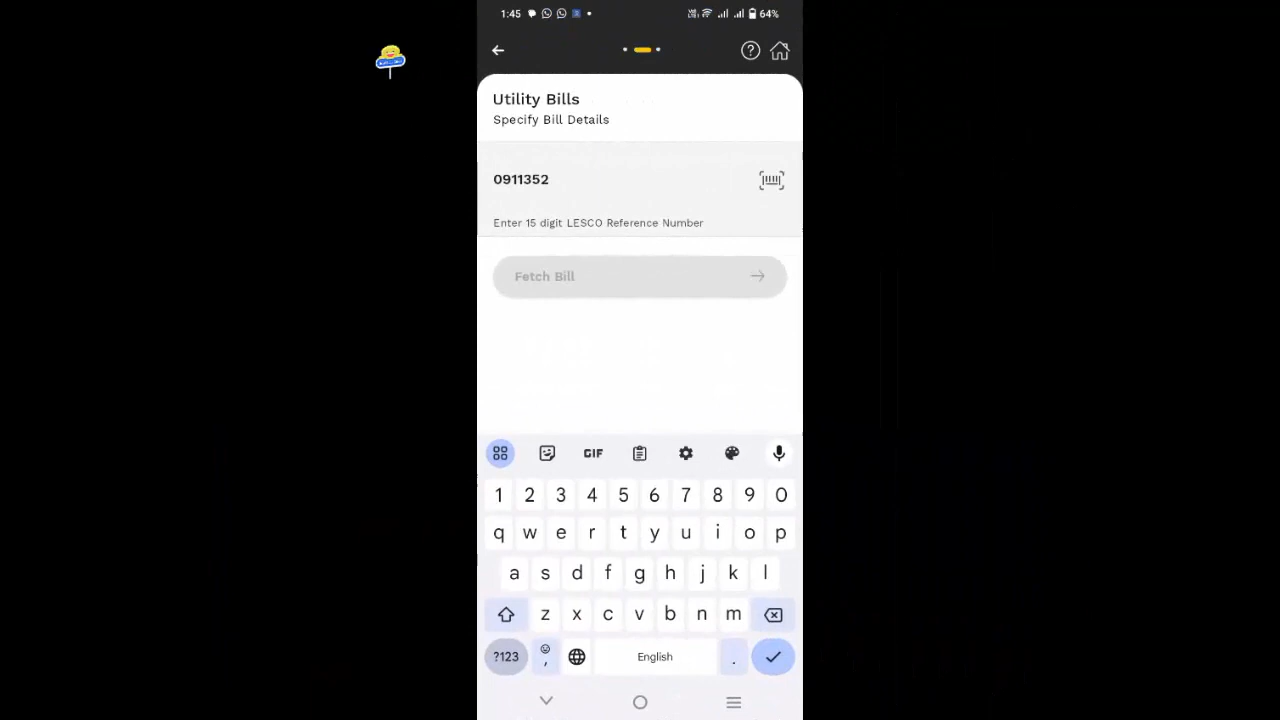 1:45 64%
Utility Bills
Specify Bill Details
0911352
Enter 15 digit LESCO Reference Number
Fetch Bill
GIF
1 2 3 4 5 6 7 8 9 0
q w e r t y u i o p
a s d f g h j k l
z x c v b n m
?123 , English .